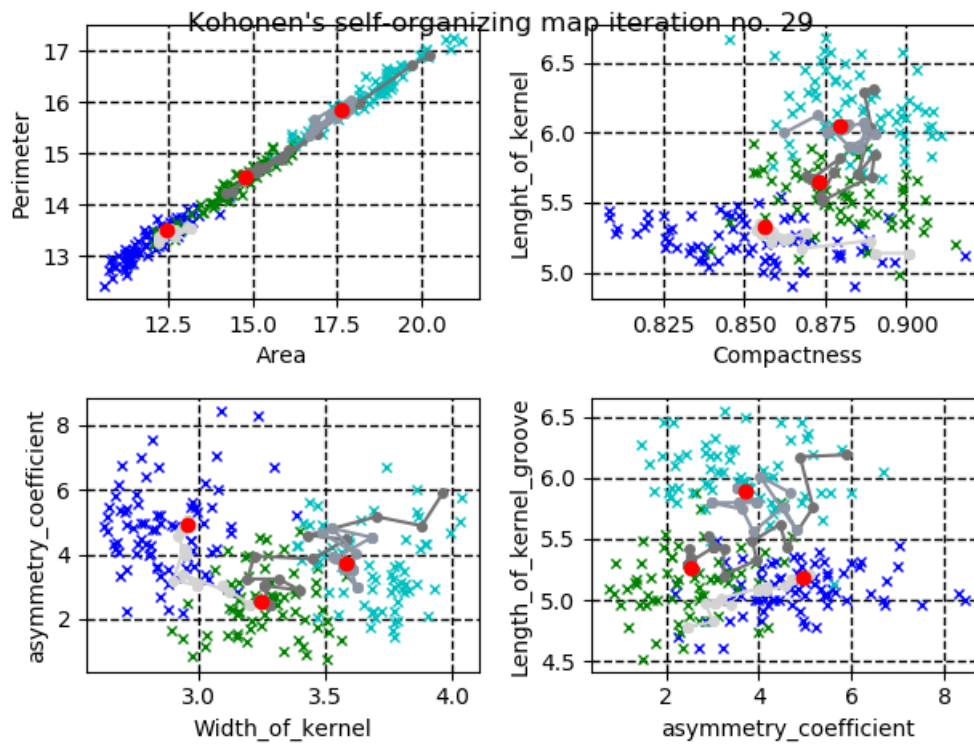 Kohonen's self-organizing map iteration no. 29
17
16
15
14
13
Perimeter
12.5 15.0 17.5 20.0
Area
6.5
6.0
5.5
5.0
Lenght_of_kernel
0.825 0.850 0.875 0.900
Compactness
8
6
4
2
asymmetry_coefficient
3.0 3.5 4.0
Width_of_kernel
6.5
6.0
5.5
5.0
4.5
Length_of_kernel_groove
2 4 6 8
asymmetry_coefficient